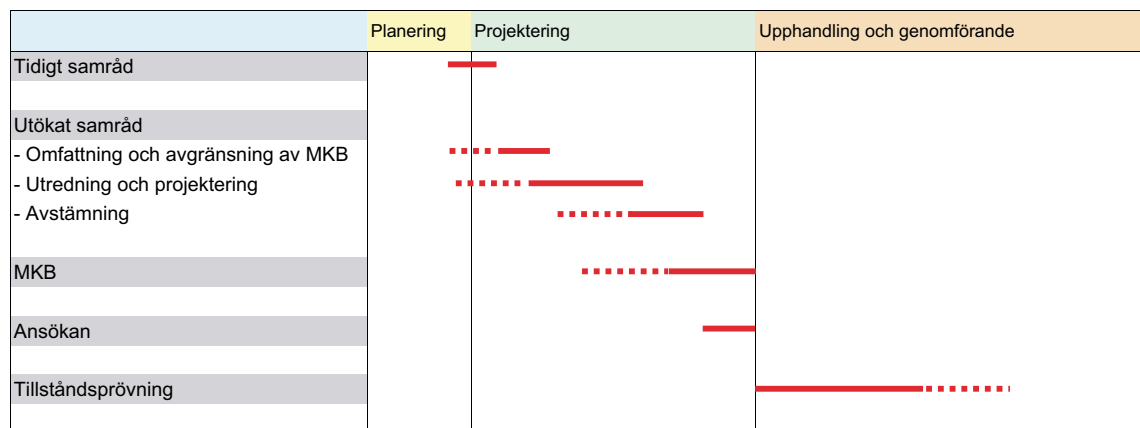 Planering
Projektering
Upphandling och genomförande
Tidigt samråd
Utökat samråd
- Omfattning och avgränsning av MKB
- Utredning och projektering
- Avstämning
MKB
Ansökan
Tillståndsprövning